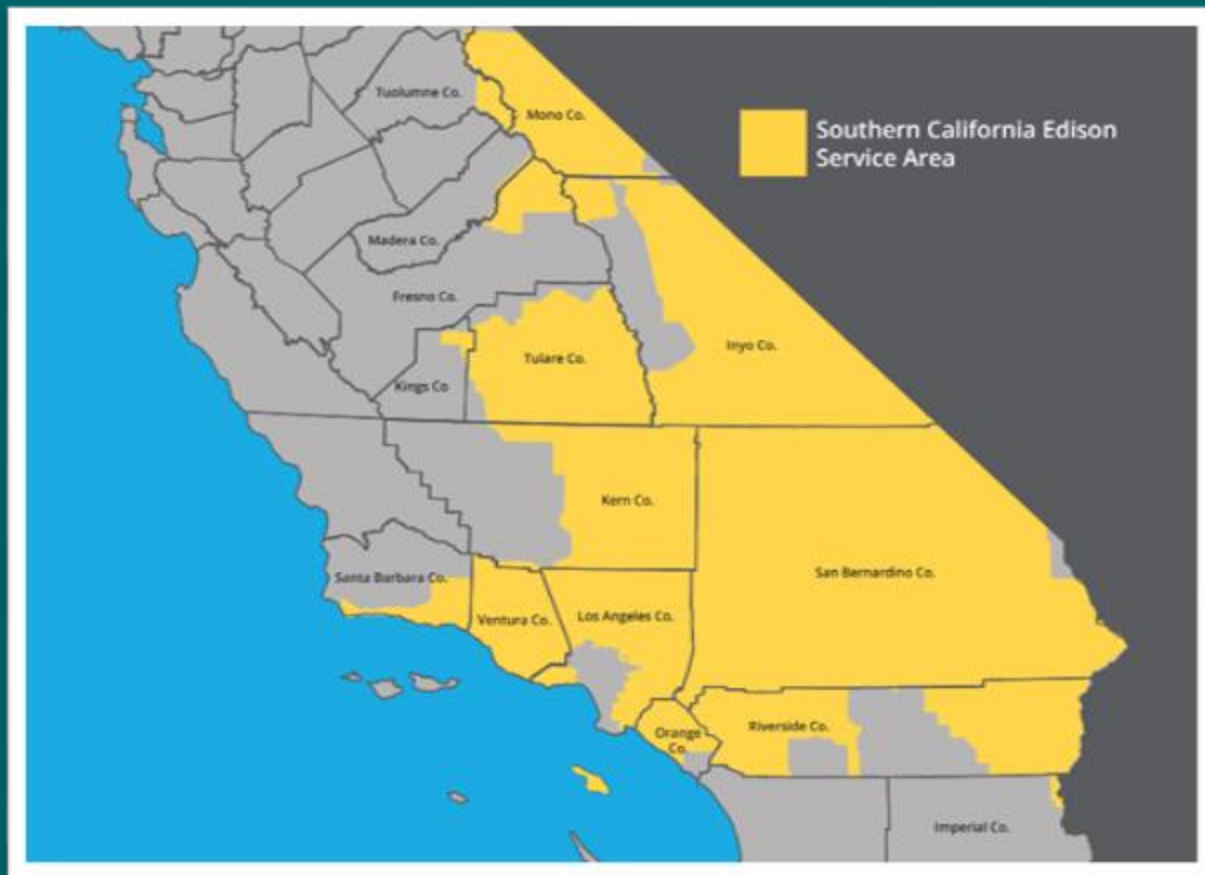 Tuolumne Co.
Mono Co.
Southern California Edison
Service Area
Madera Co.
Fresno Co.
Inyo Co.
Tulare Co.
Kings Co
Kern Co.
San Bernardino Co.
Santa Barbara Co.
Ventura Co.
Los Angeles Co.
Riverside Co.
Orange
Co.
Imperial Co.